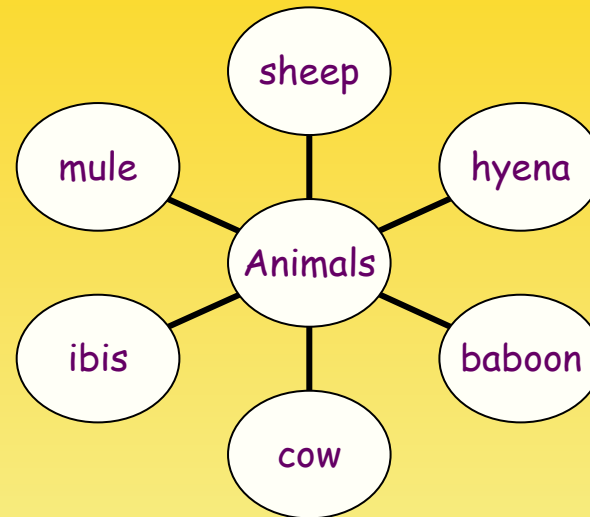 sheep
mule
hyena
Animals
ibis
baboon
cow